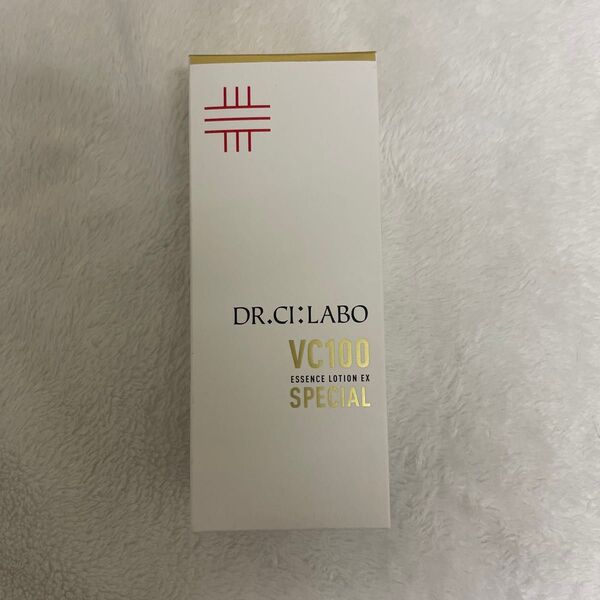 DR.CI:LABO
VC100
ESSENCE LOTION EX
SPECIAL